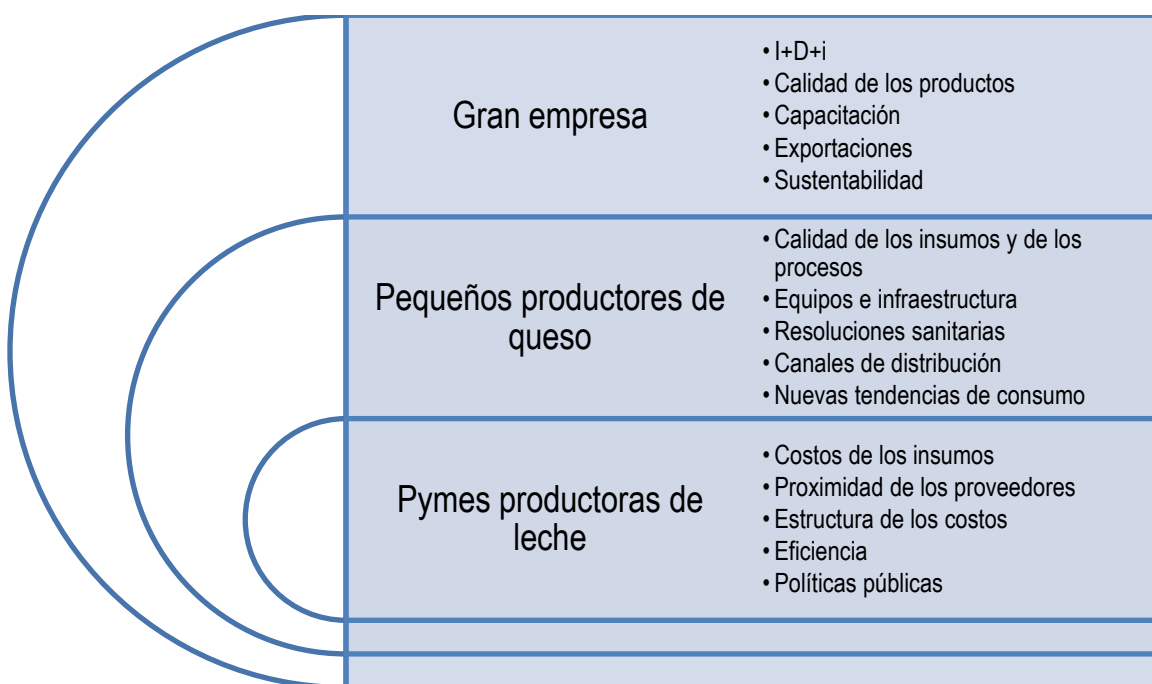 Gran empresa
• I+D+i
• Calidad de los productos
• Capacitación
• Exportaciones
• Sustentabilidad
Pequeños productores de
queso
• Calidad de los insumos y de los
procesos
• Equipos e infraestructura
• Resoluciones sanitarias
• Canales de distribución
• Nuevas tendencias de consumo
Pymes productoras de
leche
• Costos de los insumos
• Proximidad de los proveedores
• Estructura de los costos
• Eficiencia
• Políticas públicas